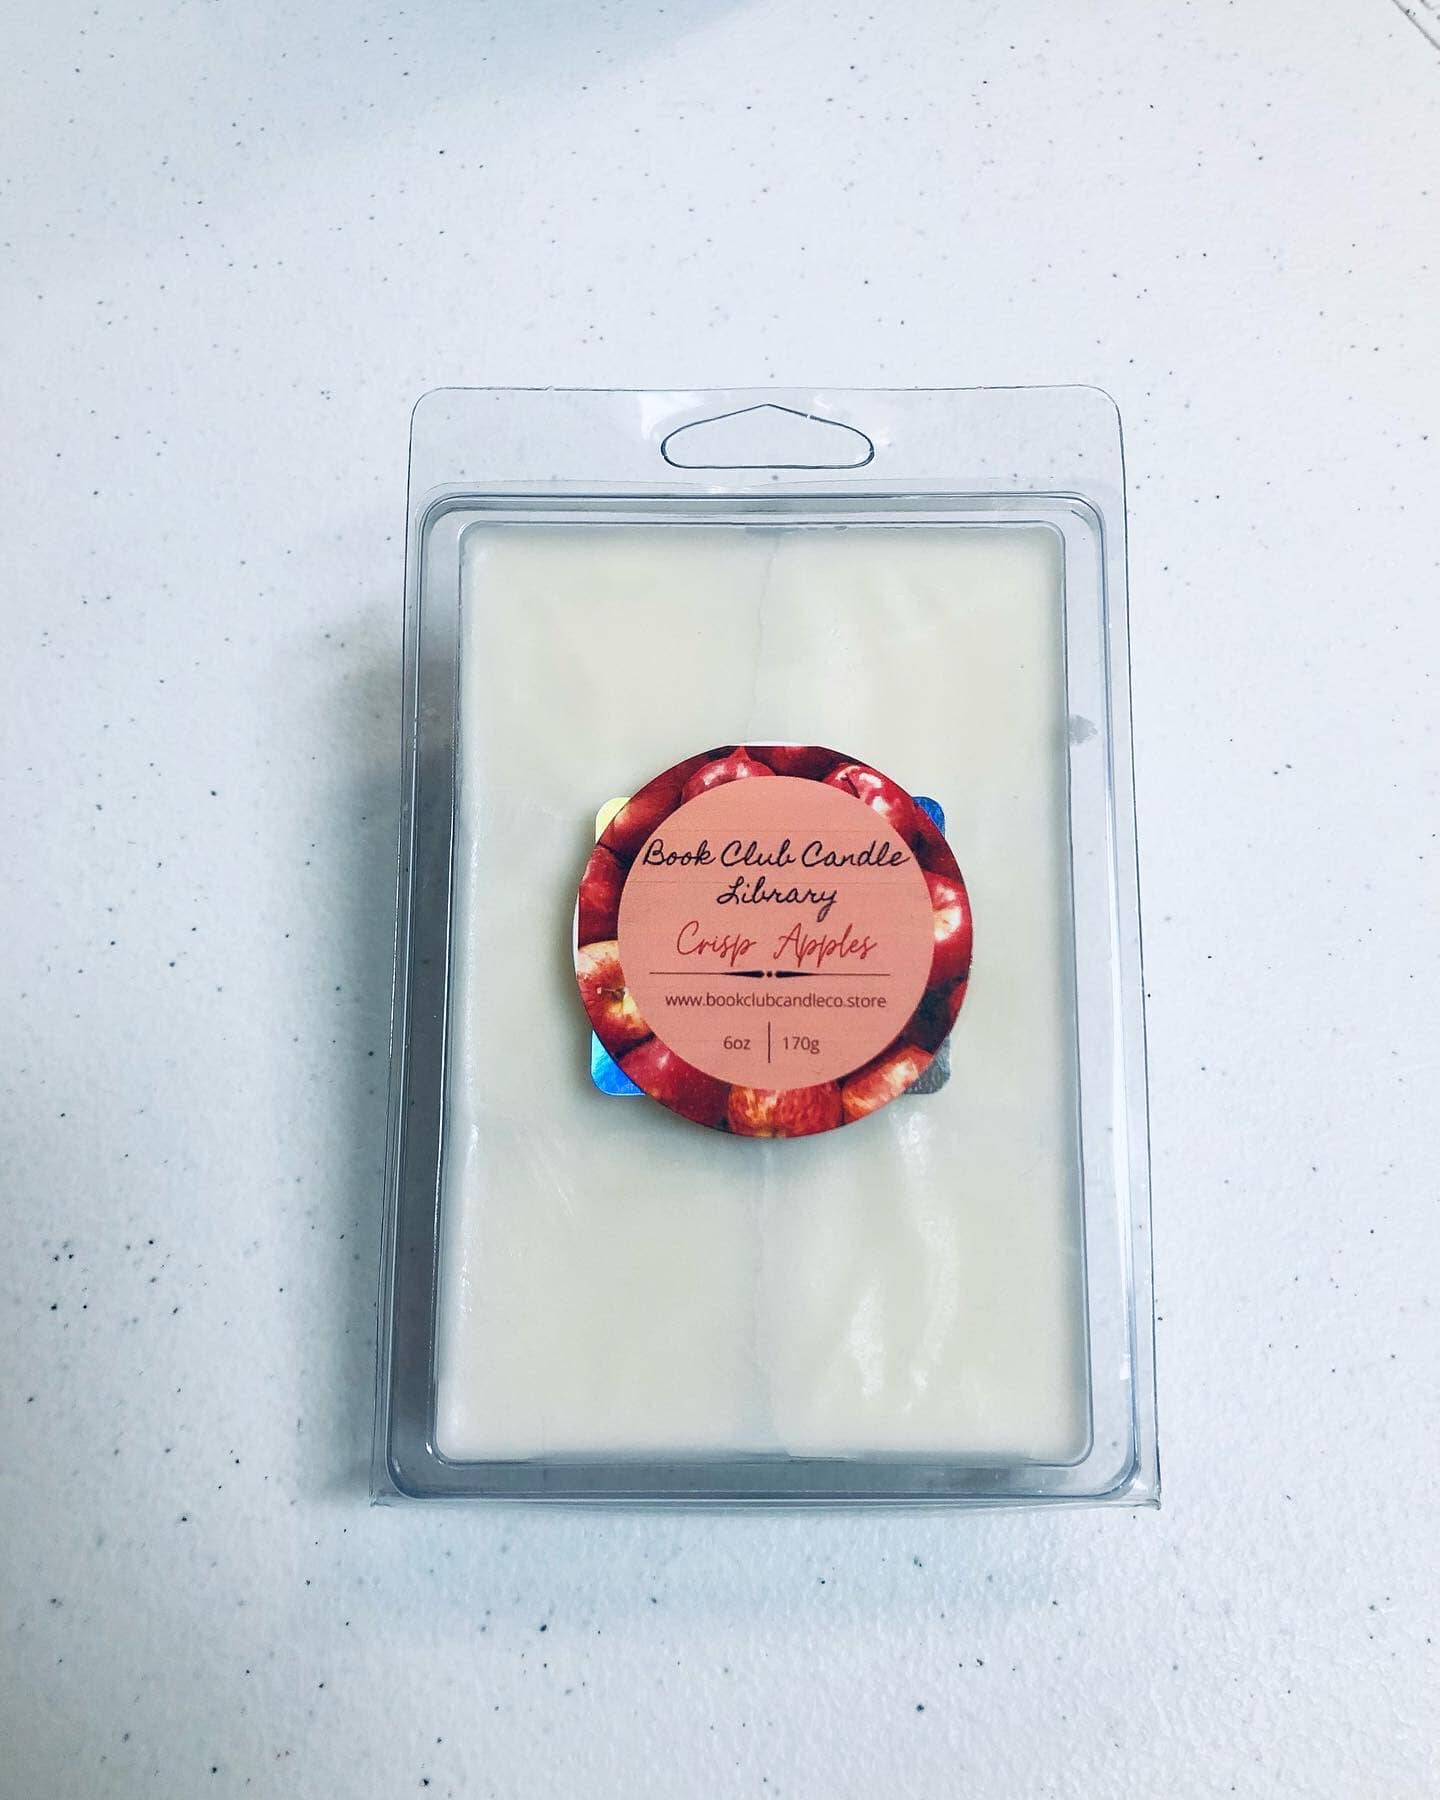 Book Club Candle
Library
Crisp Apples
www.bookclubcandleco.store
6oz | 170g